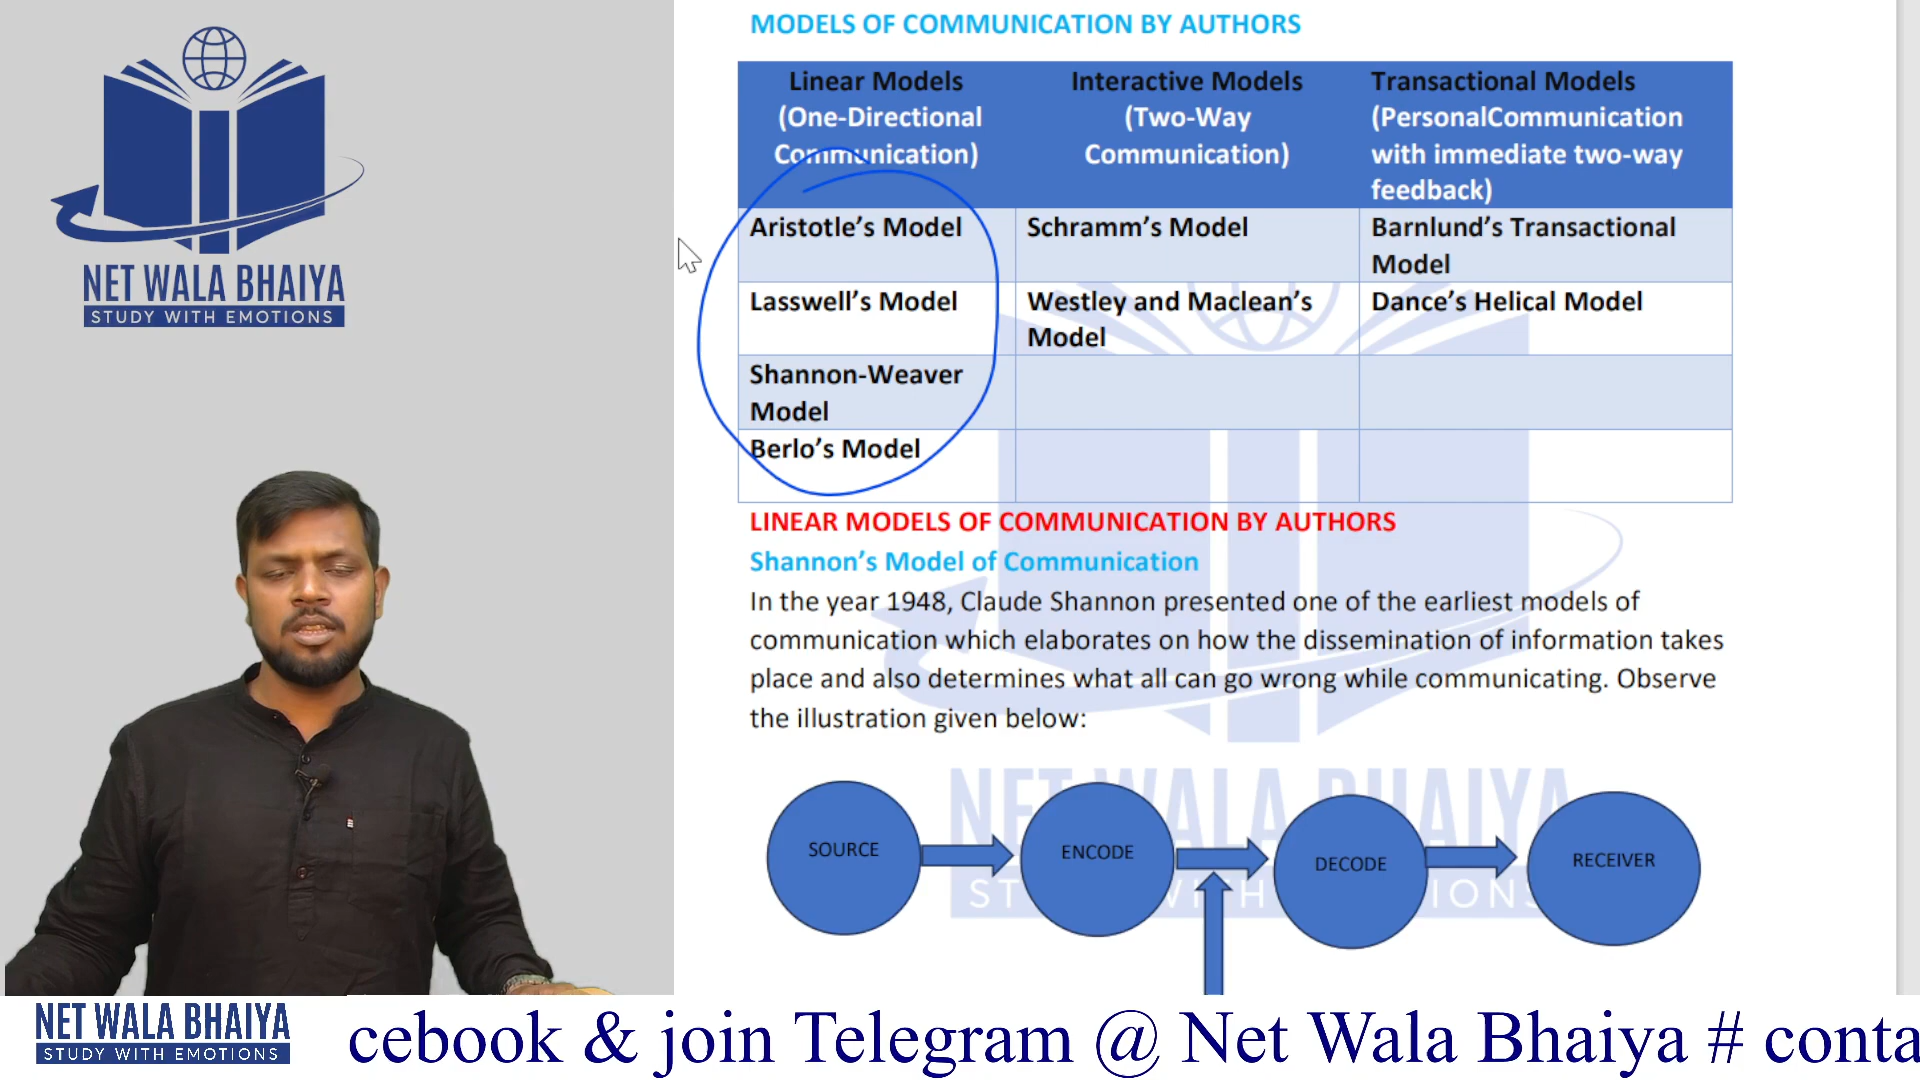 NET WALA BHAIYA
STUDY WITH EMOTIONS
MODELS OF COMMUNICATION BY AUTHORS
Linear Models
(One-Directional
Communication)
Interactive Models
(Two-Way
Communication)
Transactional Models
(PersonalCommunication
with immediate two-way
feedback)
Aristotle’s Model
Schramm’s Model
Barnlund’s Transactional
Model
Lasswell’s Model
Westley and Maclean’s
Model
Dance’s Helical Model
Shannon-Weaver
Model
Berlo’s Model
LINEAR MODELS OF COMMUNICATION BY AUTHORS
Shannon’s Model of Communication
In the year 1948, Claude Shannon presented one of the earliest models of
communication which elaborates on how the dissemination of information takes
place and also determines what all can go wrong while communicating. Observe
the illustration given below:
SOURCE
ENCODE
DECODE
RECEIVER
NET WALA BHAIYA
STUDY WITH EMOTIONS
cebook & join Telegram @ Net Wala Bhaiya # conta